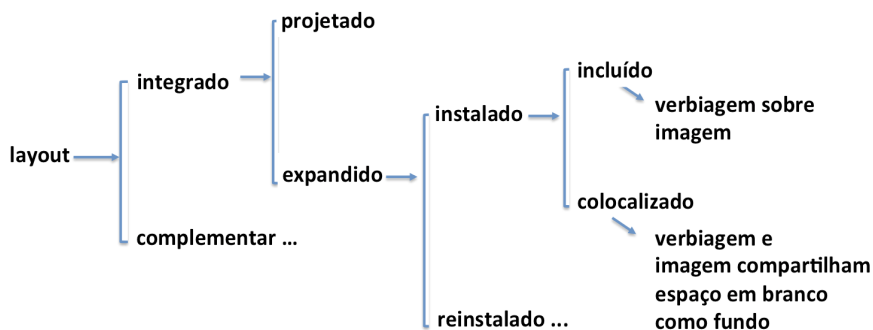 projetado
integrado
incluído
verbiagem sobre
imagem
instalado
layout
expandido
colocalizado
complementar ...
verbiagem e
imagem compartilham
espaço em branco
como fundo
reinstalado ...